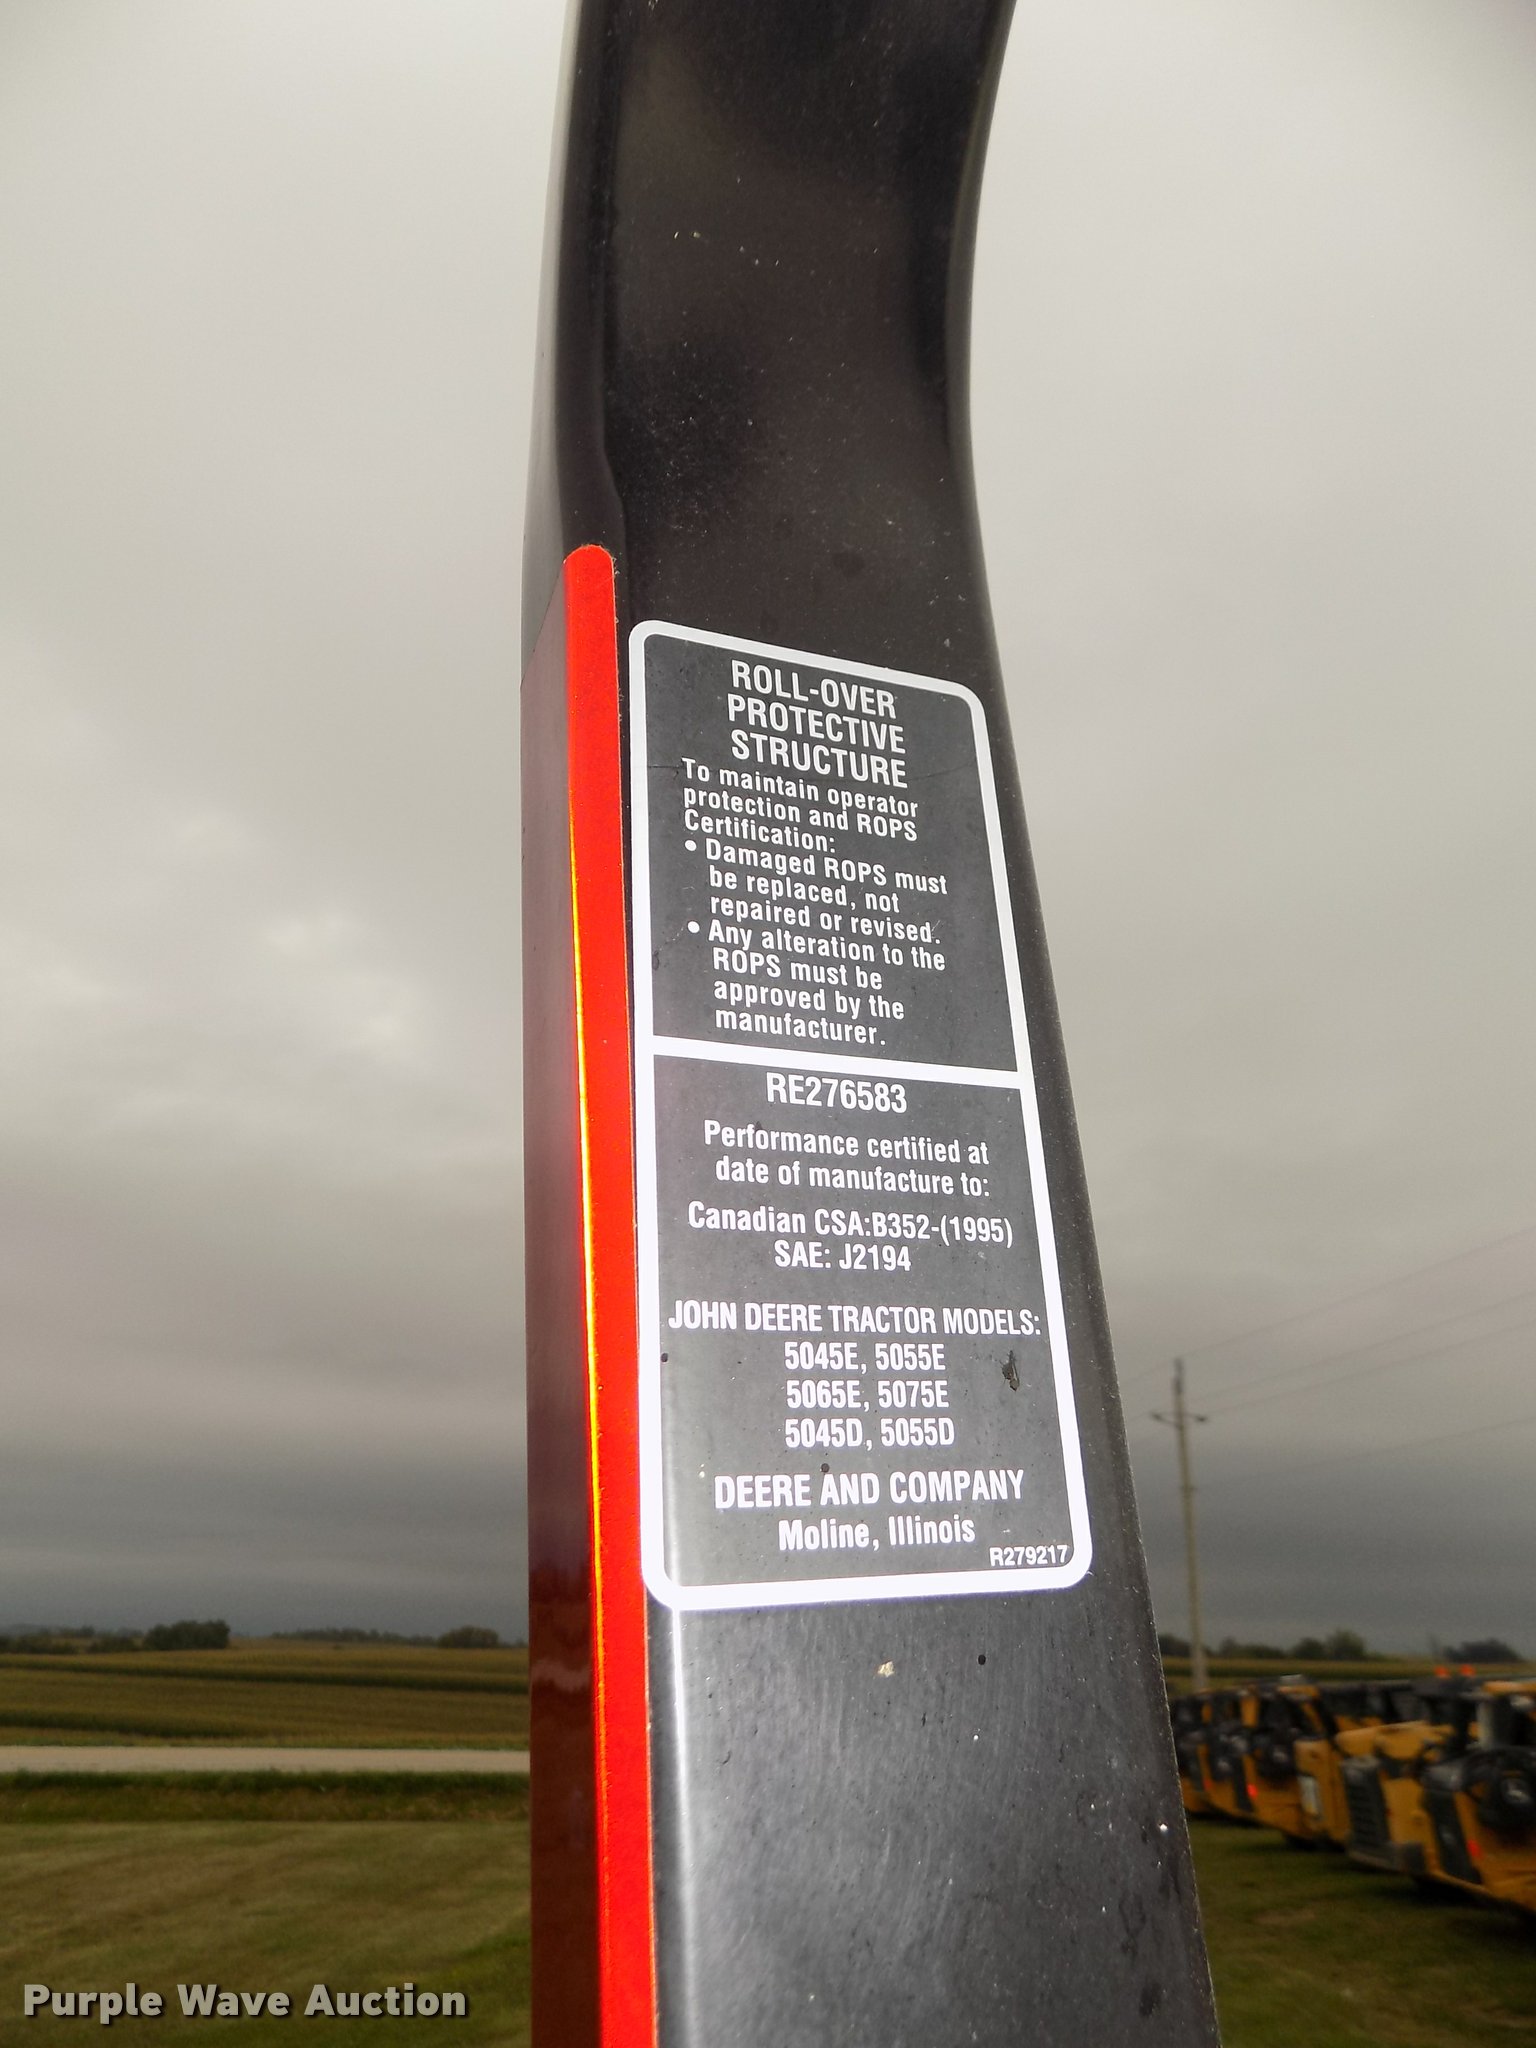 ROLL-OVER
PROTECTIVE
STRUCTURE
To maintain operator
protection and ROPS
Certification:
• Damaged ROPS must
be replaced, not
repaired or revised.
• Any alteration to the
ROPS must be
approved by the
manufacturer.
RE276583
Performance certified at
date of manufacture to:
Canadian CSA:B352-(1995)
SAE: J2194
JOHN DEERE TRACTOR MODELS:
5045E, 5055E
5065E, 5075E
5045D, 5055D
DEERE AND COMPANY
Moline, Illinois
R279217
Purple Wave Auction